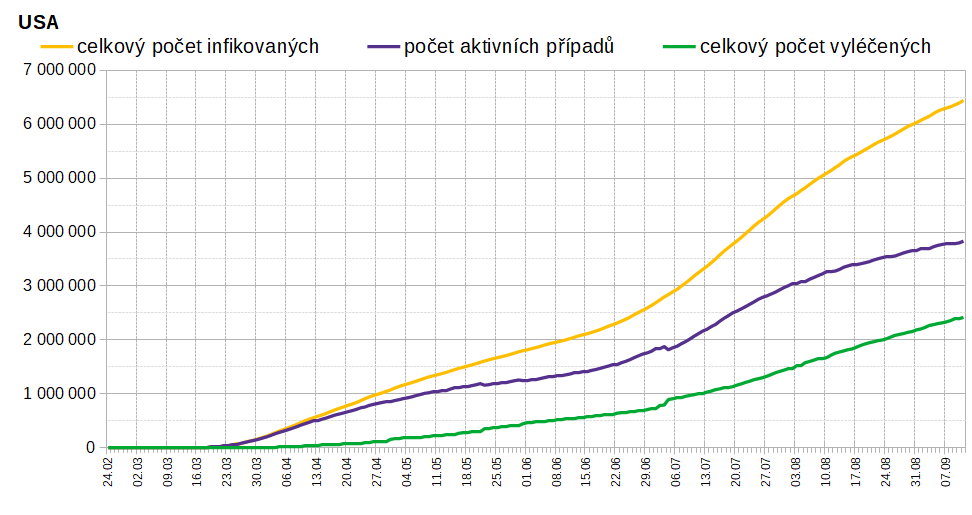 USA
celkový počet infikovaných počet aktivních případů celkový počet vyléčených
7 000 000
6 000 000
5 000 000
4 000 000
3 000 000
2 000 000
1 000 000
0
24.02 02.03 09.03 16.03 23.03 30.03 06.04 13.04 20.04 27.04 04.05 11.05 18.05 25.05 01.06 08.06 15.06 22.06 29.06 06.07 13.07 20.07 27.07 03.08 10.08 17.08 24.08 31.08 07.09